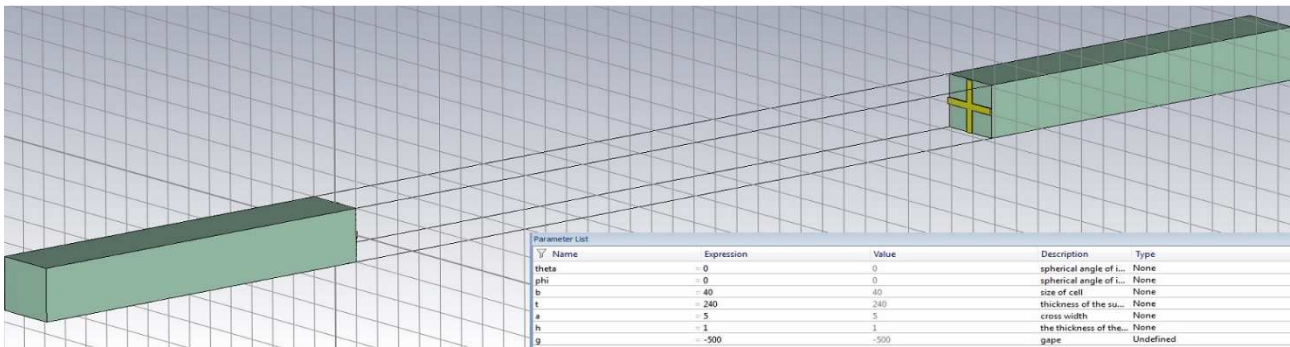 Parameter List
Name Expression Value Description Type
theta = 0 0 spherical angle of i... None
phi = 0 0 spherical angle of i... None
b = 40 40 size of cell None
t = 240 240 thickness of the su... None
a = 5 5 cross width None
h = 1 1 the thickness of the... None
g = -500 -500 gape Undefined